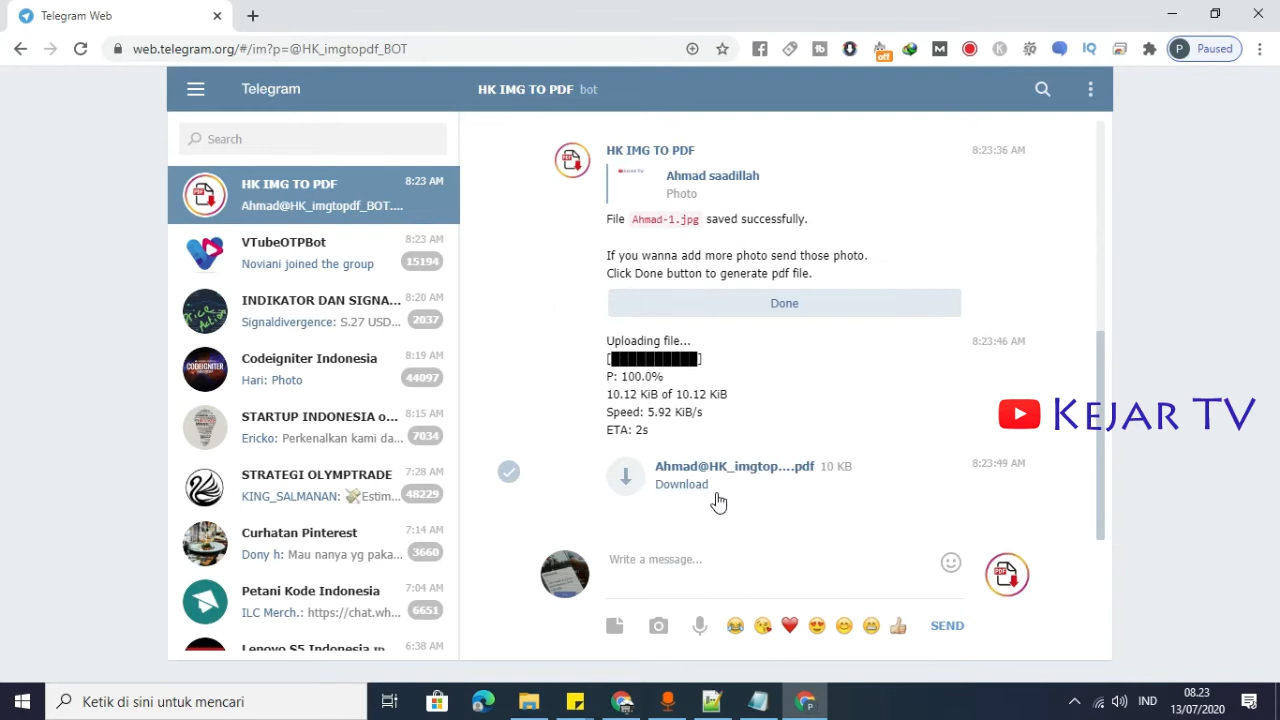 Telegram Web
web.telegram.org/#/im?p=@HK_imgtopdf_BOT
off
Paused
Telegram
HK IMG TO PDF bot
Search
HK IMG TO PDF 8:23 AM
Ahmad@HK_imgtopdf_BOT....
VTubeOTPBot 8:23 AM
Noviani joined the group 15194
INDIKATOR DAN SIGNA... 8:20 AM
Signaldivergence: S.27 USD... 2037
Codeigniter Indonesia 8:19 AM
Hari: Photo 44097
STARTUP INDONESIA o... 8:15 AM
Ericko: Perkenalkan kami da... 7034
STRATEGI OLYMPTRADE 7:28 AM
KING_SALMANAN: 💸Estim... 48229
Curhatan Pinterest 7:14 AM
Dony h: Mau nanya yg paka... 3660
Petani Kode Indonesia 7:04 AM
ILC Merch.: https://chat.wh... 6651
Lenovo S5 Indonesia 6:38 AM
HK IMG TO PDF 8:23:36 AM
Ahmad saadillah
Photo
File Ahmad-1.jpg saved successfully.
If you wanna add more photo send those photo.
Click Done button to generate pdf file.
Done
Uploading file... 8:23:46 AM
[██████████]
P: 100.0%
10.12 KiB of 10.12 KiB
Speed: 5.92 KiB/s
ETA: 2s
Ahmad@HK_imgtop....pdf 10 KB 8:23:49 AM
Download
Write a message...
SEND
KEJAR TV
Ketik di sini untuk mencari
IND
08.23
13/07/2020